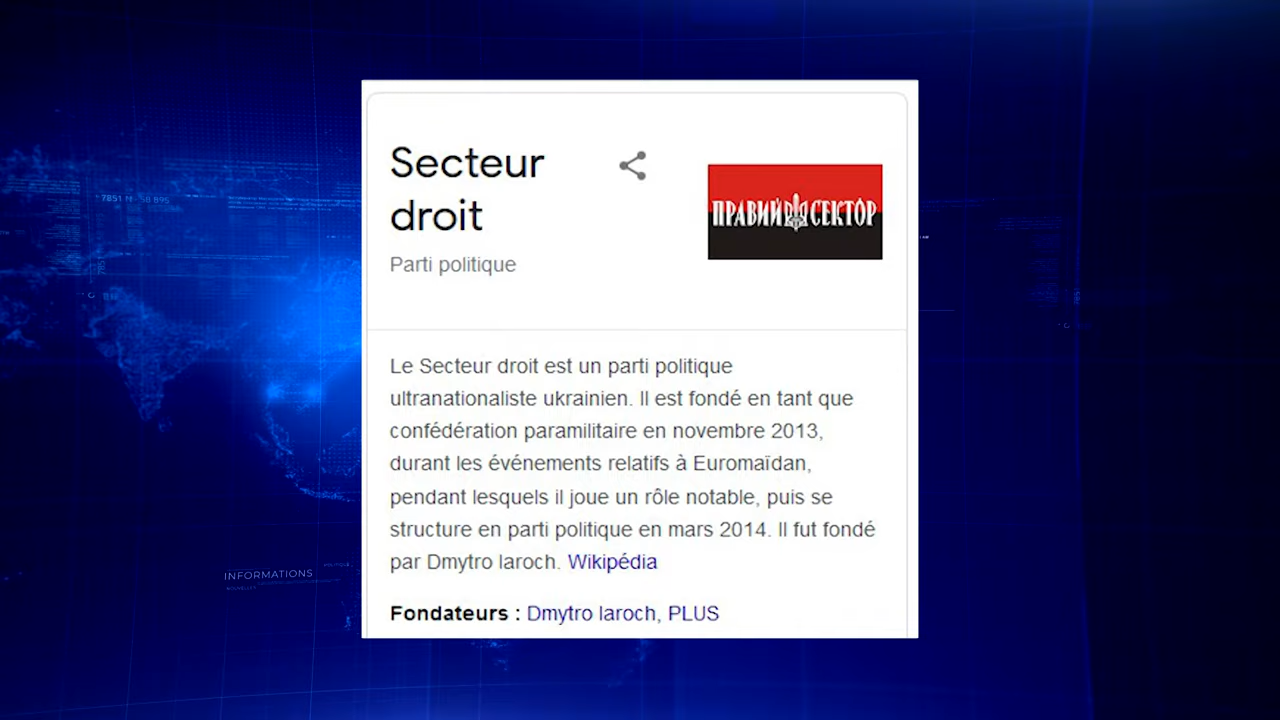 Secteur
droit
Parti politique
ПРАВИЙ СЕКТОР
Le Secteur droit est un parti politique
ultranationaliste ukrainien. Il est fondé en tant que
confédération paramilitaire en novembre 2013,
durant les événements relatifs à Euromaïdan,
pendant lesquels il joue un rôle notable, puis se
structure en parti politique en mars 2014. Il fut fondé
par Dmytro Iaroch. Wikipédia
Fondateurs : Dmytro Iaroch, PLUS
7851 M - 5B B95
INFORMATIONS